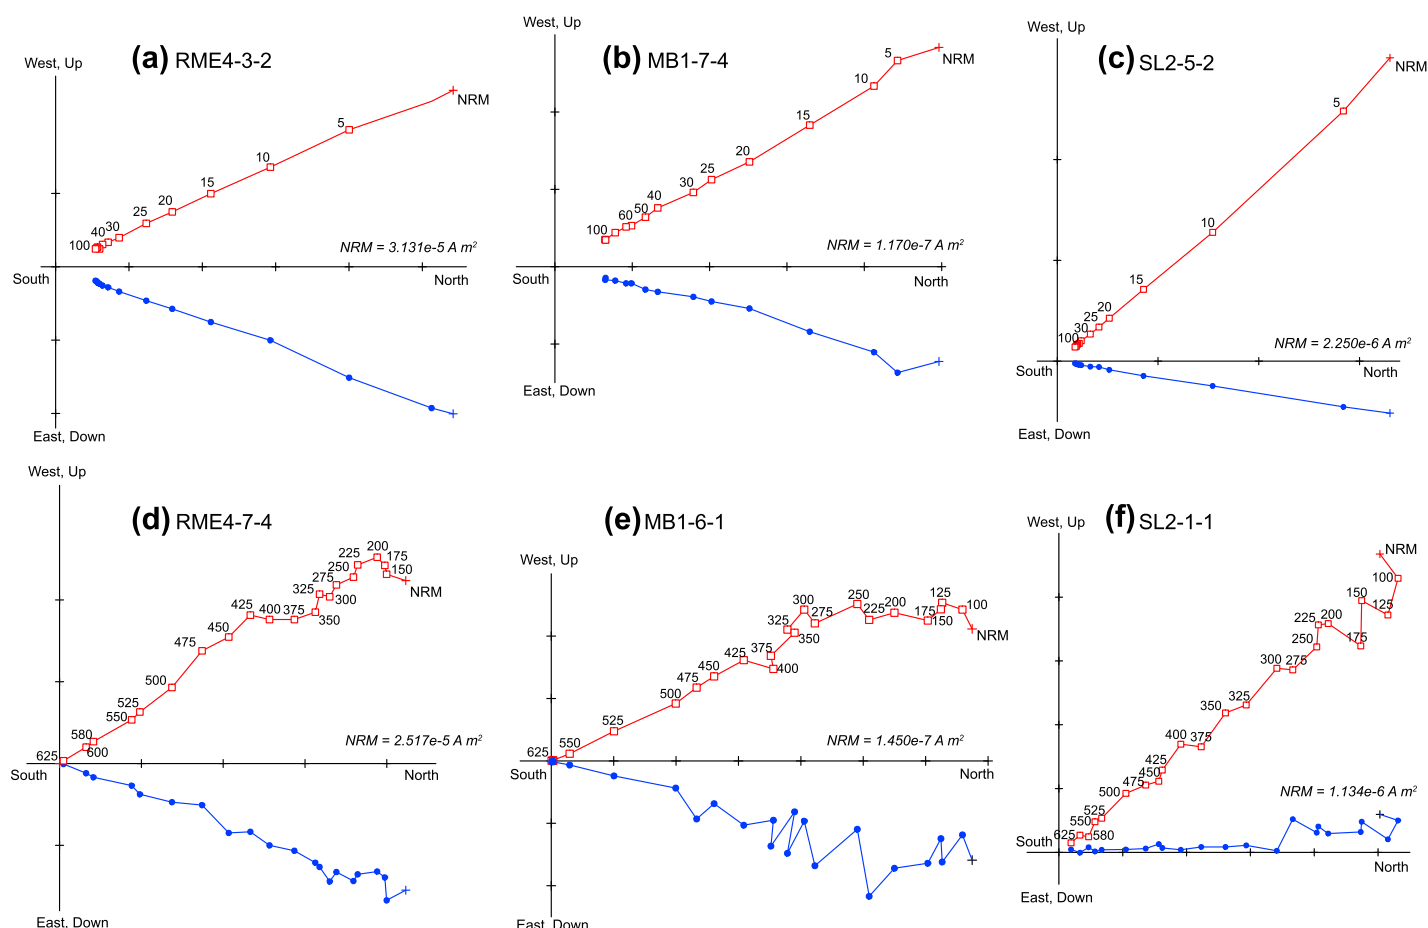 (a) RME4-3-2
West, Up
NRM
5
10
15
20
25
30
40
100
NRM = 3.131e-5 A m²
South
North
East, Down
(b) MB1-7-4
West, Up
NRM
5
10
15
20
25
30
40
50
60
100
NRM = 1.170e-7 A m²
South
North
East, Down
(c) SL2-5-2
West, Up
NRM
5
10
15
20
25
30
100
NRM = 2.250e-6 A m²
South
North
East, Down
(d) RME4-7-4
West, Up
NRM
150
175
200
225
250
275
300
325
350
375
400
425
450
475
500
525
550
580
600
625
NRM = 2.517e-5 A m²
South
North
East, Down
(e) MB1-6-1
West, Up
NRM
100
125
150
175
200
225
250
275
300
325
350
375
400
425
450
475
500
525
550
625
NRM = 1.450e-7 A m²
South
North
East, Down
(f) SL2-1-1
West, Up
NRM
100
125
150
175
200
225
250
275
300
325
350
375
400
425
450
475
500
525
550
580
625
NRM = 1.134e-6 A m²
South
North
East, Down